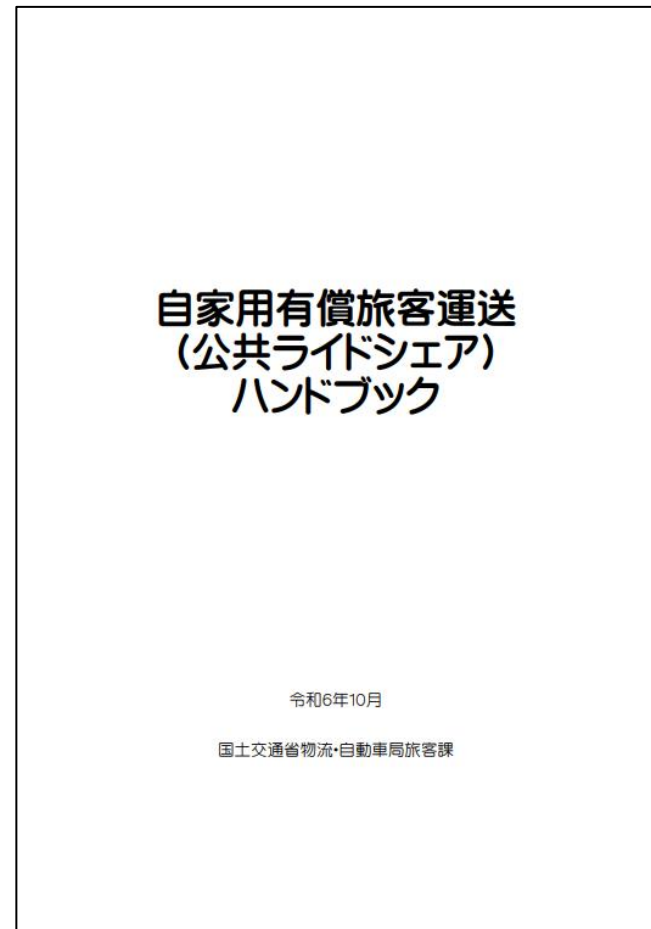 自家用有償旅客運送
(公共ライドシェア)
ハンドブック
令和6年10月
国土交通省物流・自動車局旅客課